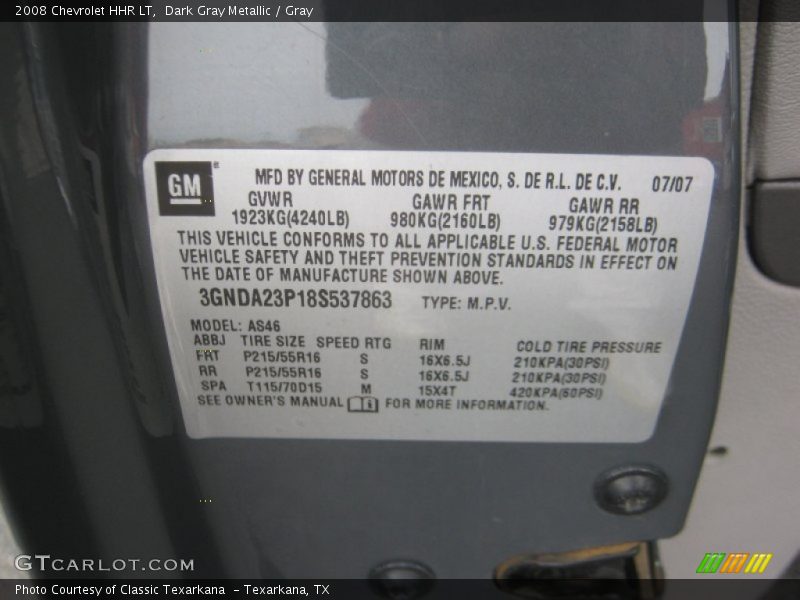 2008 Chevrolet HHR LT, Dark Gray Metallic / Gray
GM ® MFD BY GENERAL MOTORS DE MEXICO, S. DE R.L. DE C.V. 07/07
GVWR GAWR FRT GAWR RR
1923KG(4240LB) 980KG(2160LB) 979KG(2158LB)
THIS VEHICLE CONFORMS TO ALL APPLICABLE U.S. FEDERAL MOTOR
VEHICLE SAFETY AND THEFT PREVENTION STANDARDS IN EFFECT ON
THE DATE OF MANUFACTURE SHOWN ABOVE.
3GNDA23P18S537863 TYPE: M.P.V.
MODEL: AS46
ABBJ TIRE SIZE SPEED RTG RIM COLD TIRE PRESSURE
FRT P215/55R16 S 16X6.5J 210KPA(30PSI)
RR P215/55R16 S 16X6.5J 210KPA(30PSI)
SPA T115/70D15 M 15X4T 420KPA(60PSI)
SEE OWNER'S MANUAL FOR MORE INFORMATION.
GTCARLOT.COM
Photo Courtesy of Classic Texarkana - Texarkana, TX